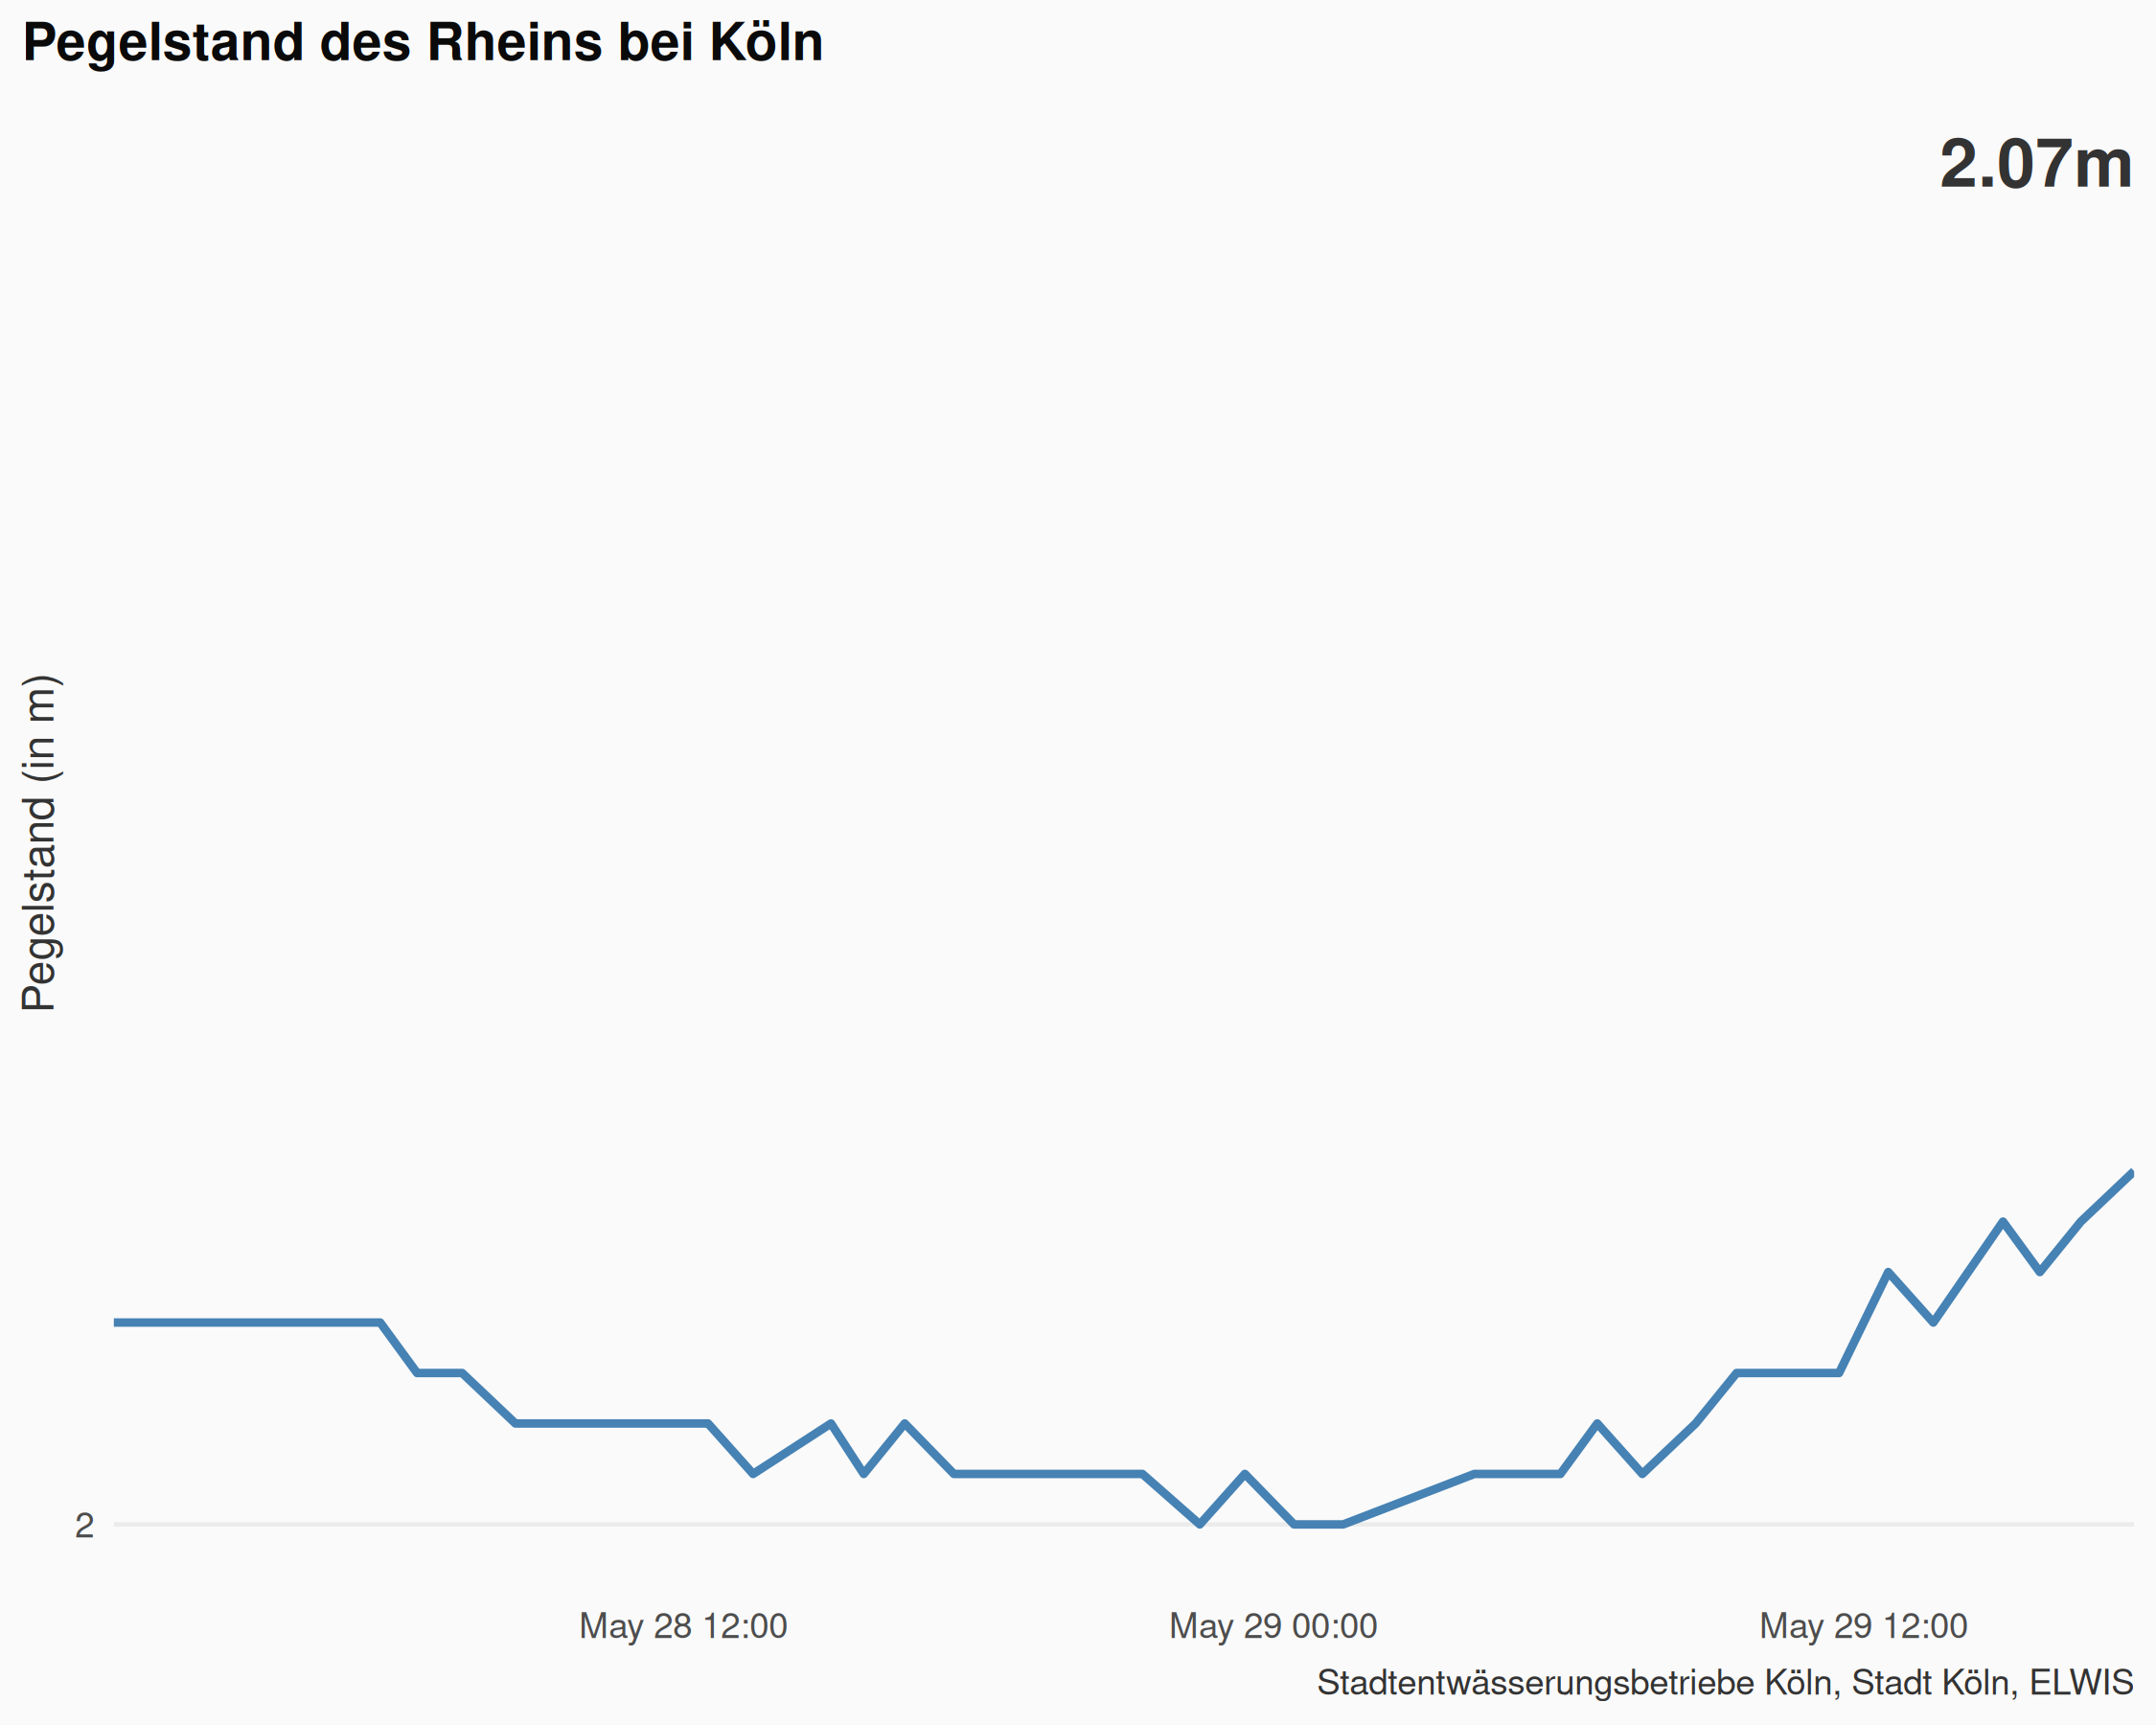 Pegelstand des Rheins bei Köln
2.07m
Pegelstand (in m)
2
May 28 12:00
May 29 00:00
May 29 12:00
Stadtentwässerungsbetriebe Köln, Stadt Köln, ELWIS